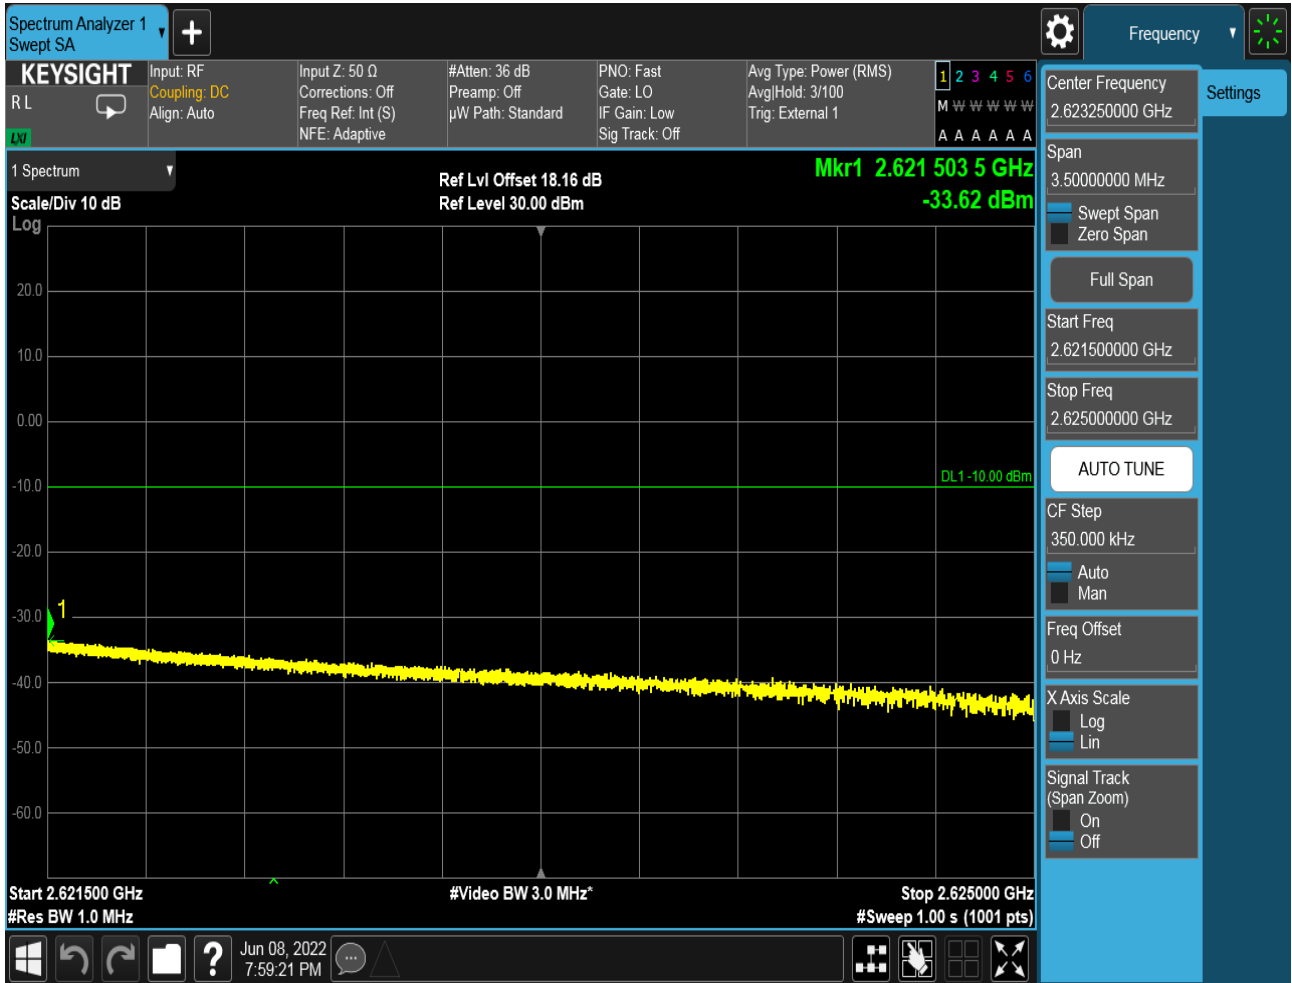 Spectrum Analyzer 1
Swept SA
Frequency
KEYSIGHT
R L
LXI
Input: RF
Coupling: DC
Align: Auto
Input Z: 50 Ω
Corrections: Off
Freq Ref: Int (S)
NFE: Adaptive
#Atten: 36 dB
Preamp: Off
µW Path: Standard
PNO: Fast
Gate: LO
IF Gain: Low
Sig Track: Off
Avg Type: Power (RMS)
Avg|Hold: 3/100
Trig: External 1
1 2 3 4 5 6
M W W W W W
A A A A A A
1 Spectrum
Scale/Div 10 dB
Log
Ref Lvl Offset 18.16 dB
Ref Level 30.00 dBm
Mkr1 2.621 503 5 GHz
-33.62 dBm
20.0
10.0
0.00
-10.0
-20.0
-30.0
-40.0
-50.0
-60.0
DL1 -10.00 dBm
1
Start 2.621500 GHz
#Res BW 1.0 MHz
#Video BW 3.0 MHz*
Stop 2.625000 GHz
#Sweep 1.00 s (1001 pts)
Jun 08, 2022
7:59:21 PM
?
Center Frequency
2.623250000 GHz
Settings
Span
3.50000000 MHz
Swept Span
Zero Span
Full Span
Start Freq
2.621500000 GHz
Stop Freq
2.625000000 GHz
AUTO TUNE
CF Step
350.000 kHz
Auto
Man
Freq Offset
0 Hz
X Axis Scale
Log
Lin
Signal Track
(Span Zoom)
On
Off